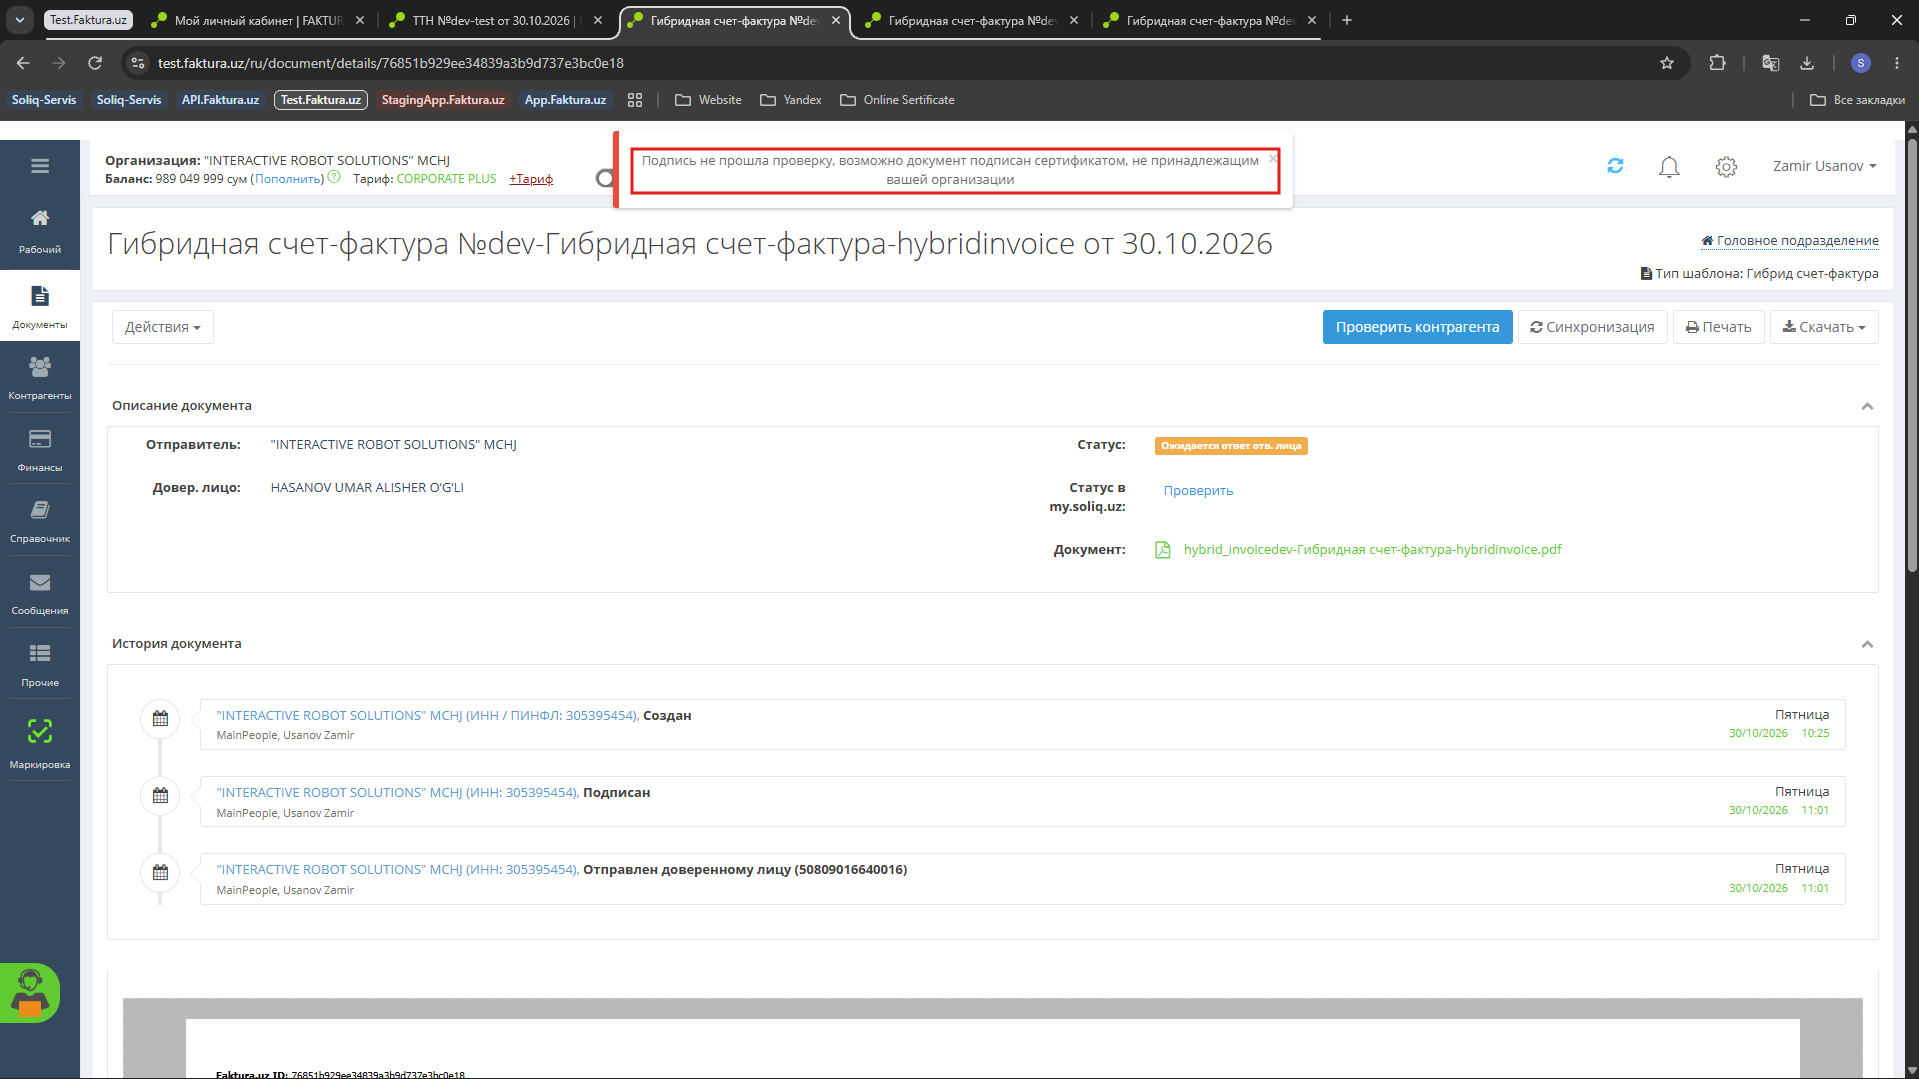 Test.Faktura.uz
Мой личный кабинет | FAKTUR
ТТН №dev-test от 30.10.2026 |
Гибридная счет-фактура №dev
Гибридная счет-фактура №de
Гибридная счет-фактура №de
test.faktura.uz/ru/document/details/76851b929ee34839a3b9d737e3bc0e18
S
Soliq-Servis
Soliq-Servis
API.Faktura.uz
Test.Faktura.uz
StagingApp.Faktura.uz
App.Faktura.uz
Website
Yandex
Online Sertificate
Все закладки
Организация: "INTERACTIVE ROBOT SOLUTIONS" MCHJ
Баланс: 989 049 999 сум (Пополнить) ? Тариф: CORPORATE PLUS +Тариф
Подпись не прошла проверку, возможно документ подписан сертификатом, не принадлежащим
вашей организации
Zamir Usanov
Рабочий
Документы
Контрагенты
Финансы
Справочник
Сообщения
Прочие
Маркировка
Гибридная счет-фактура №dev-Гибридная счет-фактура-hybridinvoice от 30.10.2026
Головное подразделение
Тип шаблона: Гибрид счет-фактура
Действия
Проверить контрагента
Синхронизация
Печать
Скачать
Описание документа
Отправитель: "INTERACTIVE ROBOT SOLUTIONS" MCHJ
Довер. лицо: HASANOV UMAR ALISHER O‘G‘LI
Статус: Ожидается ответ отв. лица
Статус в
my.soliq.uz: Проверить
Документ: hybrid_invoicedev-Гибридная счет-фактура-hybridinvoice.pdf
История документа
"INTERACTIVE ROBOT SOLUTIONS" MCHJ (ИНН / ПИНФЛ: 305395454), Создан
MainPeople, Usanov Zamir
Пятница
30/10/2026 10:25
"INTERACTIVE ROBOT SOLUTIONS" MCHJ (ИНН: 305395454), Подписан
MainPeople, Usanov Zamir
Пятница
30/10/2026 11:01
"INTERACTIVE ROBOT SOLUTIONS" MCHJ (ИНН: 305395454), Отправлен доверенному лицу (50809016640016)
MainPeople, Usanov Zamir
Пятница
30/10/2026 11:01
Faktura.uz ID: 76851b929ee34839a3b9d737e3bc0e18